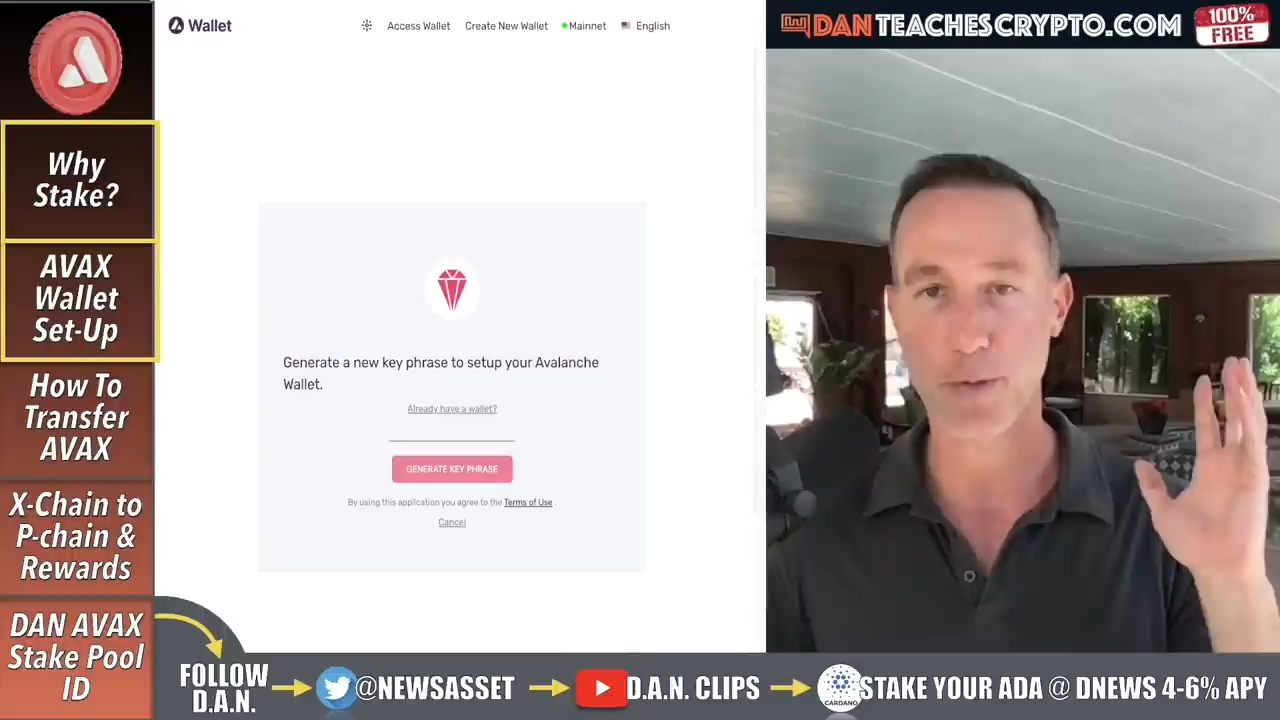 Wallet
Access Wallet
Create New Wallet
Mainnet
English
DANTEACHESCRYPTO.COM
100%
FREE
Why
Stake?
AVAX
Wallet
Set-Up
How To
Transfer
AVAX
X-Chain to
P-chain &
Rewards
DAN AVAX
Stake Pool
ID
Generate a new key phrase to setup your Avalanche
Wallet.
Already have a wallet?
GENERATE KEY PHRASE
By using this application you agree to the Terms of Use .
Cancel
FOLLOW
D.A.N.
@NEWSASSET
D.A.N. CLIPS
CARDANO
STAKE YOUR ADA @ DNEWS 4-6% APY